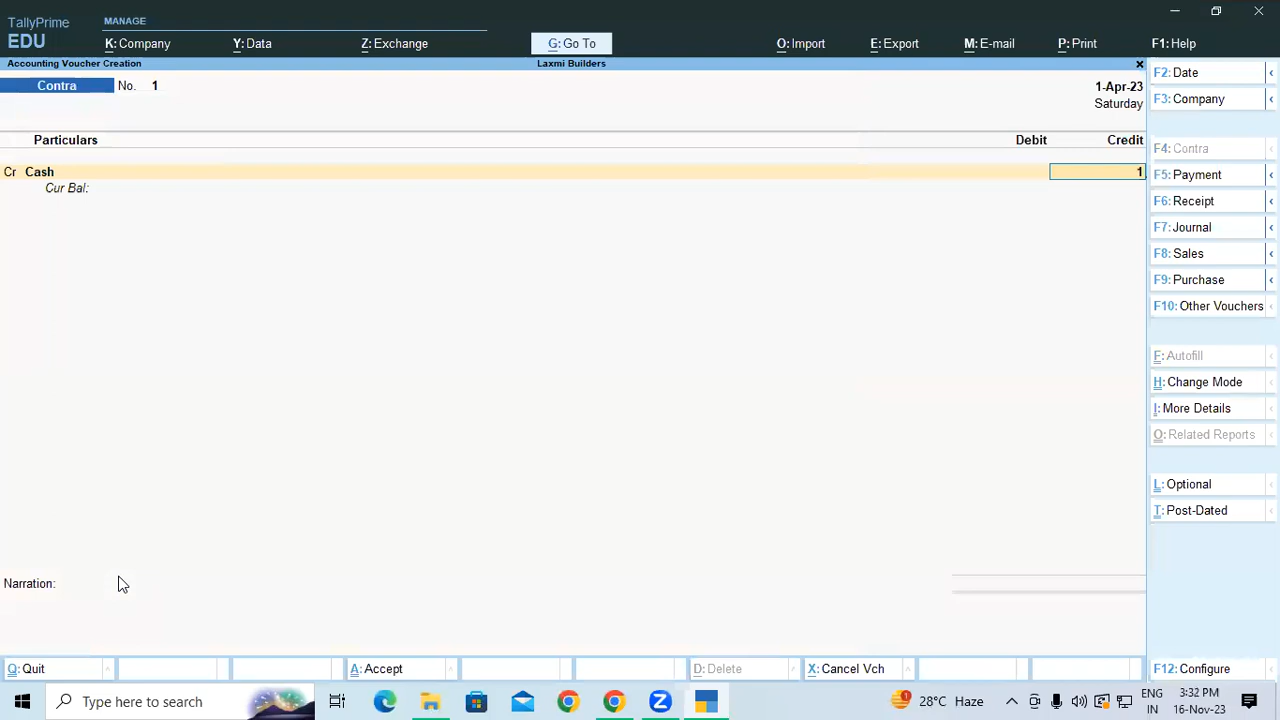 TallyPrime
EDU
MANAGE
K: Company
Y: Data
Z: Exchange
G: Go To
O: Import
E: Export
M: E-mail
P: Print
F1: Help
Accounting Voucher Creation
Laxmi Builders
Contra
No. 1
1-Apr-23
Saturday
Particulars
Debit
Credit
Cr Cash
1
Cur Bal:
Narration:
F2: Date
F3: Company
F4: Contra
F5: Payment
F6: Receipt
F7: Journal
F8: Sales
F9: Purchase
F10: Other Vouchers
F: Autofill
H: Change Mode
I: More Details
O: Related Reports
L: Optional
T: Post-Dated
Q: Quit
A: Accept
D: Delete
X: Cancel Vch
F12: Configure
Type here to search
28°C Haze
ENG
IN
3:32 PM
16-Nov-23